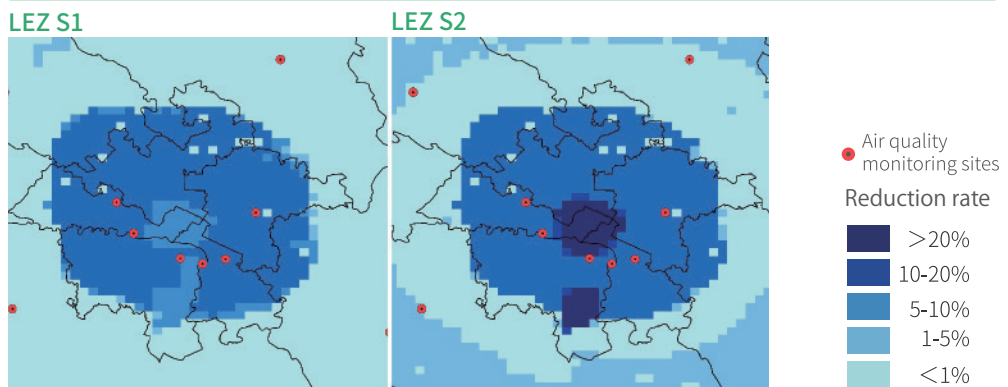 LEZ S1
LEZ S2
Air quality
monitoring sites
Reduction rate
>20%
10-20%
5-10%
1-5%
<1%